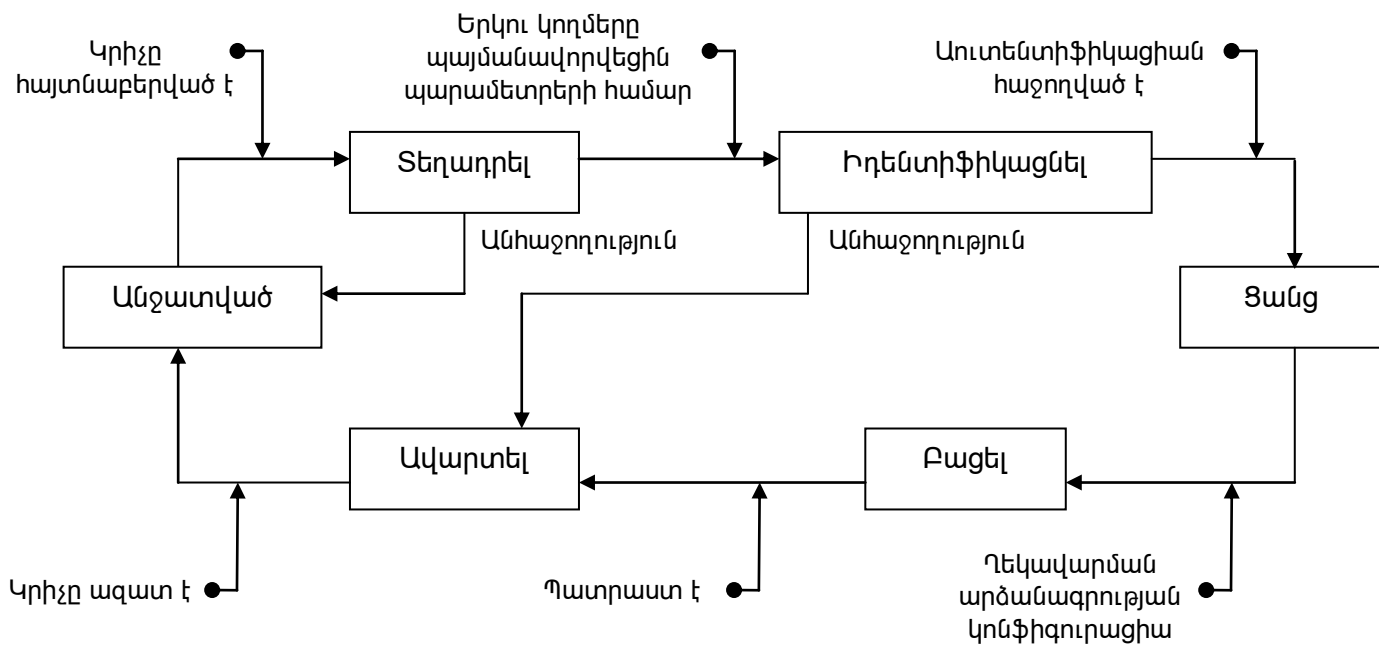 Կրիչը
հայտնաբերված է
Երկու կողմերը
պայմանավորվեցին
պարամետրերի համար
Աուտենտիֆիկացիան
հաջողված է
Տեղադրել
Իդենտիֆիկացնել
Անհաջողություն
Անհաջողություն
Անջատված
Ցանց
Ավարտել
Բացել
Կրիչը ազատ է
Պատրաստ է
Ղեկավարման
արձանագրության
կոնֆիգուրացիա